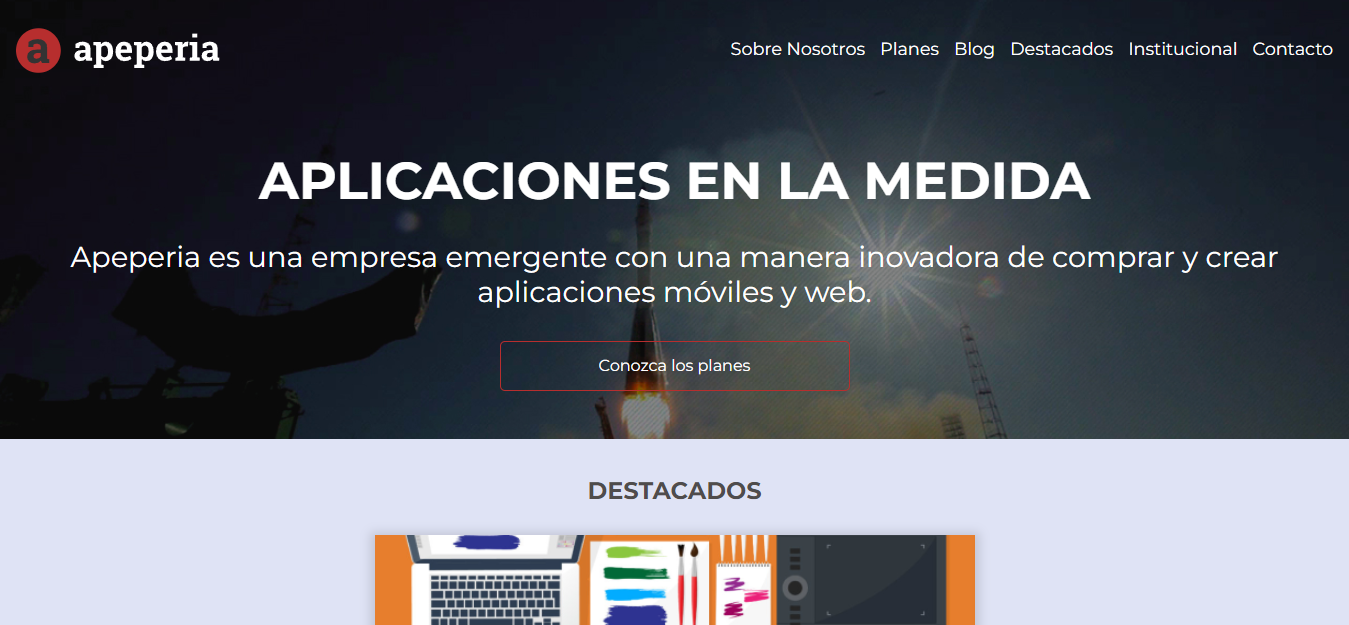 a apeperia
Sobre Nosotros Planes Blog Destacados Institucional Contacto
APLICACIONES EN LA MEDIDA
Apeperia es una empresa emergente con una manera inovadora de comprar y crear
aplicaciones móviles y web.
Conozca los planes
DESTACADOS